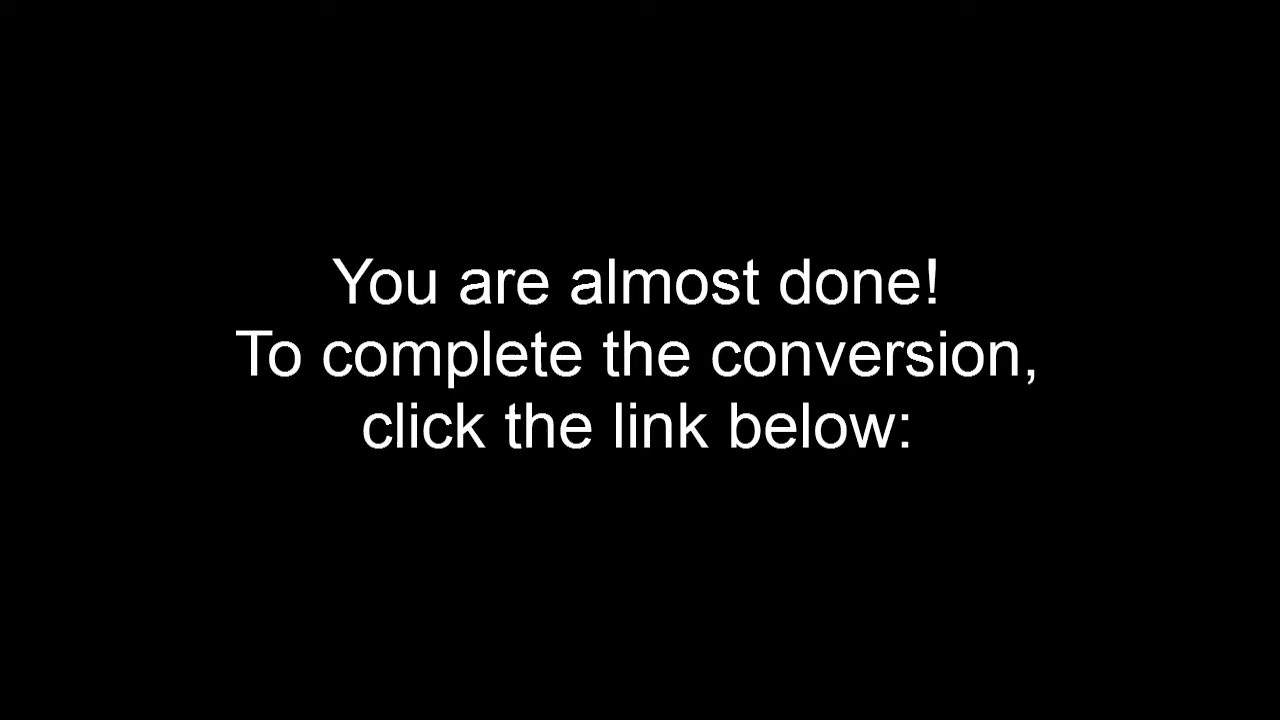 You are almost done!
To complete the conversion,
click the link below: